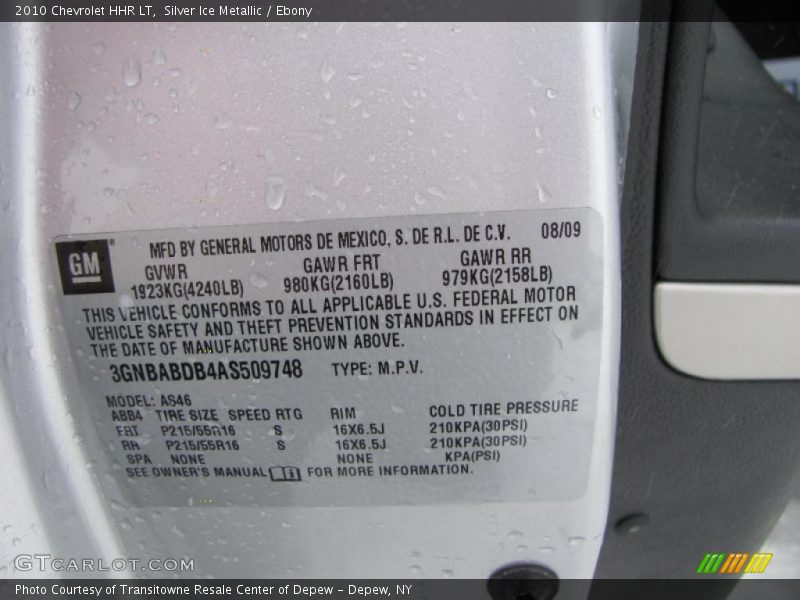 2010 Chevrolet HHR LT, Silver Ice Metallic / Ebony
GM
MFD BY GENERAL MOTORS DE MEXICO, S. DE R.L. DE C.V. 08/09
GVWR GAWR FRT GAWR RR
1923KG(4240LB) 980KG(2160LB) 979KG(2158LB)
THIS VEHICLE CONFORMS TO ALL APPLICABLE U.S. FEDERAL MOTOR
VEHICLE SAFETY AND THEFT PREVENTION STANDARDS IN EFFECT ON
THE DATE OF MANUFACTURE SHOWN ABOVE.
3GNBABDB4AS509748 TYPE: M.P.V.
MODEL: AS46
ABB4 TIRE SIZE SPEED RTG RIM COLD TIRE PRESSURE
FRT P215/55R16 S 16X6.5J 210KPA(30PSI)
RR P215/55R16 S 16X6.5J 210KPA(30PSI)
SPA NONE NONE KPA(PSI)
SEE OWNER'S MANUAL FOR MORE INFORMATION.
GTCARLOT.COM
Photo Courtesy of Transitowne Resale Center of Depew – Depew, NY